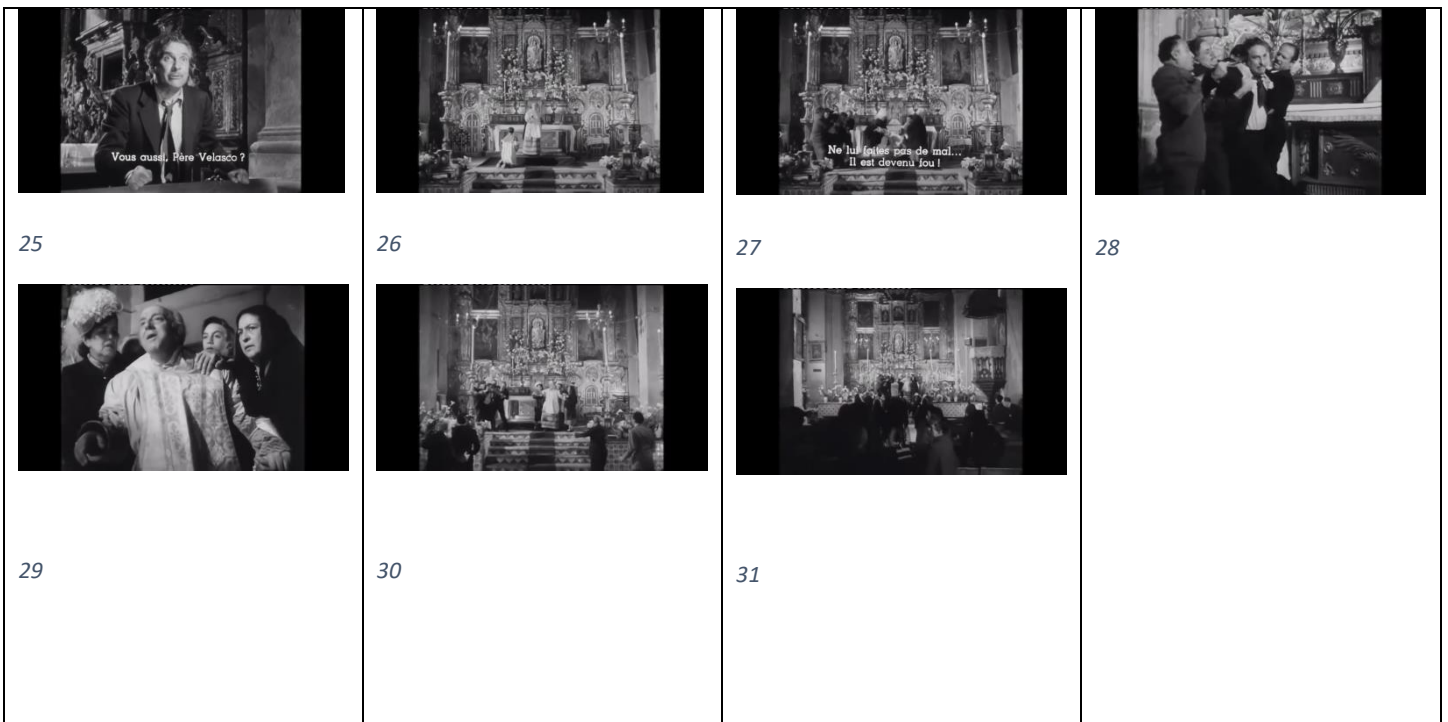 Vous aussi, Père Velasco ?
Ne lui faites pas de mal...
Il est devenu fou !
25
26
27
28
29
30
31